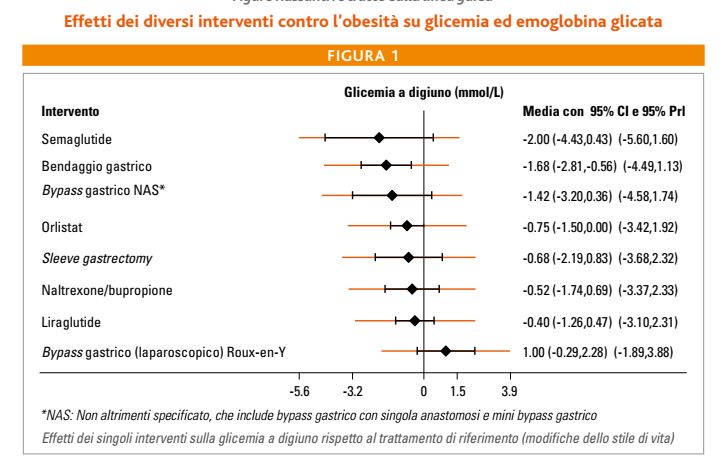 Effetti dei diversi interventi contro l'obesità su glicemia ed emoglobina glicata
FIGURA 1
Glicemia a digiuno (mmol/L)
Intervento Media con 95% CI e 95% PrI
Semaglutide -2.00 (-4.43,0.43) (-5.60,1.60)
Bendaggio gastrico -1.68 (-2.81,-0.56) (-4.49,1.13)
Bypass gastrico NAS* -1.42 (-3.20,0.36) (-4.58,1.74)
Orlistat -0.75 (-1.50,0.00) (-3.42,1.92)
Sleeve gastrectomy -0.68 (-2.19,0.83) (-3.68,2.32)
Naltrexone/bupropione -0.52 (-1.74,0.69) (-3.37,2.33)
Liraglutide -0.40 (-1.26,0.47) (-3.10,2.31)
Bypass gastrico (laparoscopico) Roux-en-Y 1.00 (-0.29,2.28) (-1.89,3.88)
-5.6 -3.2 0 1.5 3.9
*NAS: Non altrimenti specificato, che include bypass gastrico con singola anastomosi e mini bypass gastrico
Effetti dei singoli interventi sulla glicemia a digiuno rispetto al trattamento di riferimento (modifiche dello stile di vita)